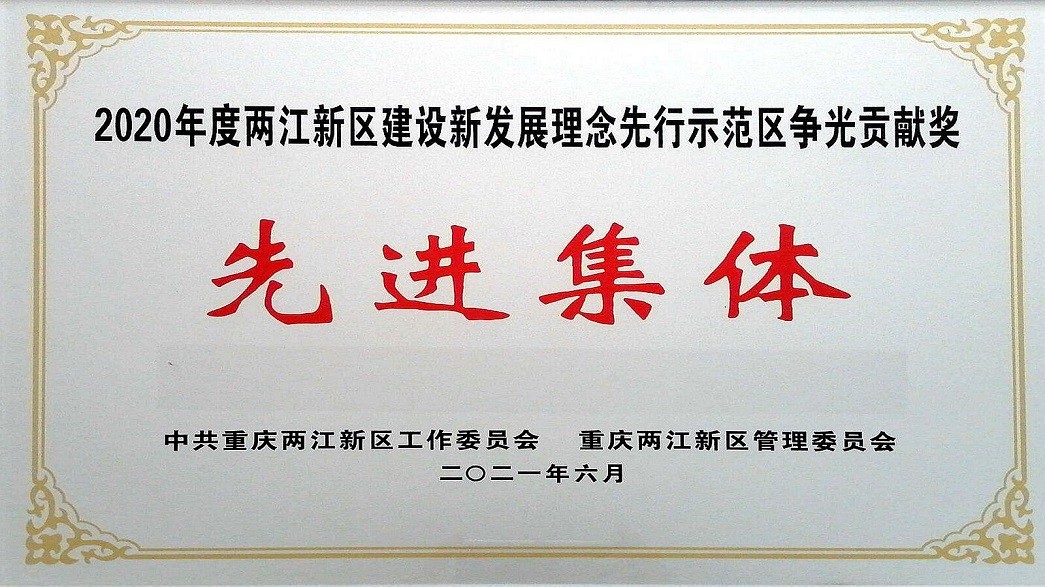 2020年度两江新区建设新发展理念先行示范区争光贡献奖
先进集体
中共重庆两江新区工作委员会 重庆两江新区管理委员会
二〇二一年六月